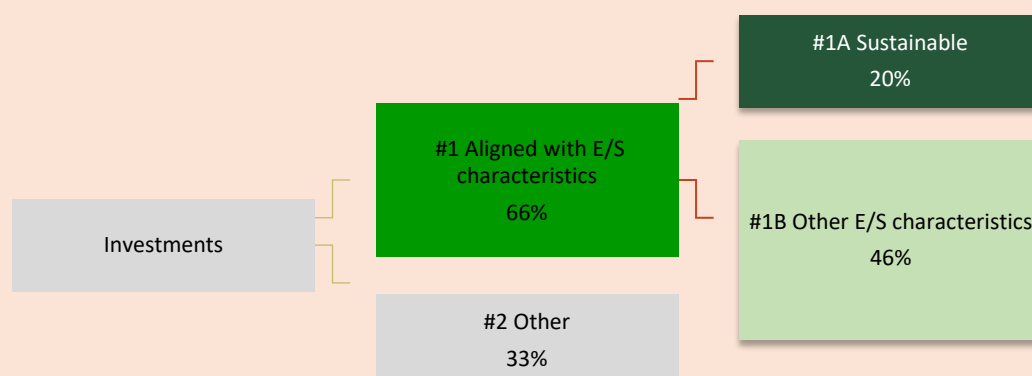 Investments
#1 Aligned with E/S
characteristics
66%
#2 Other
33%
#1A Sustainable
20%
#1B Other E/S characteristics
46%